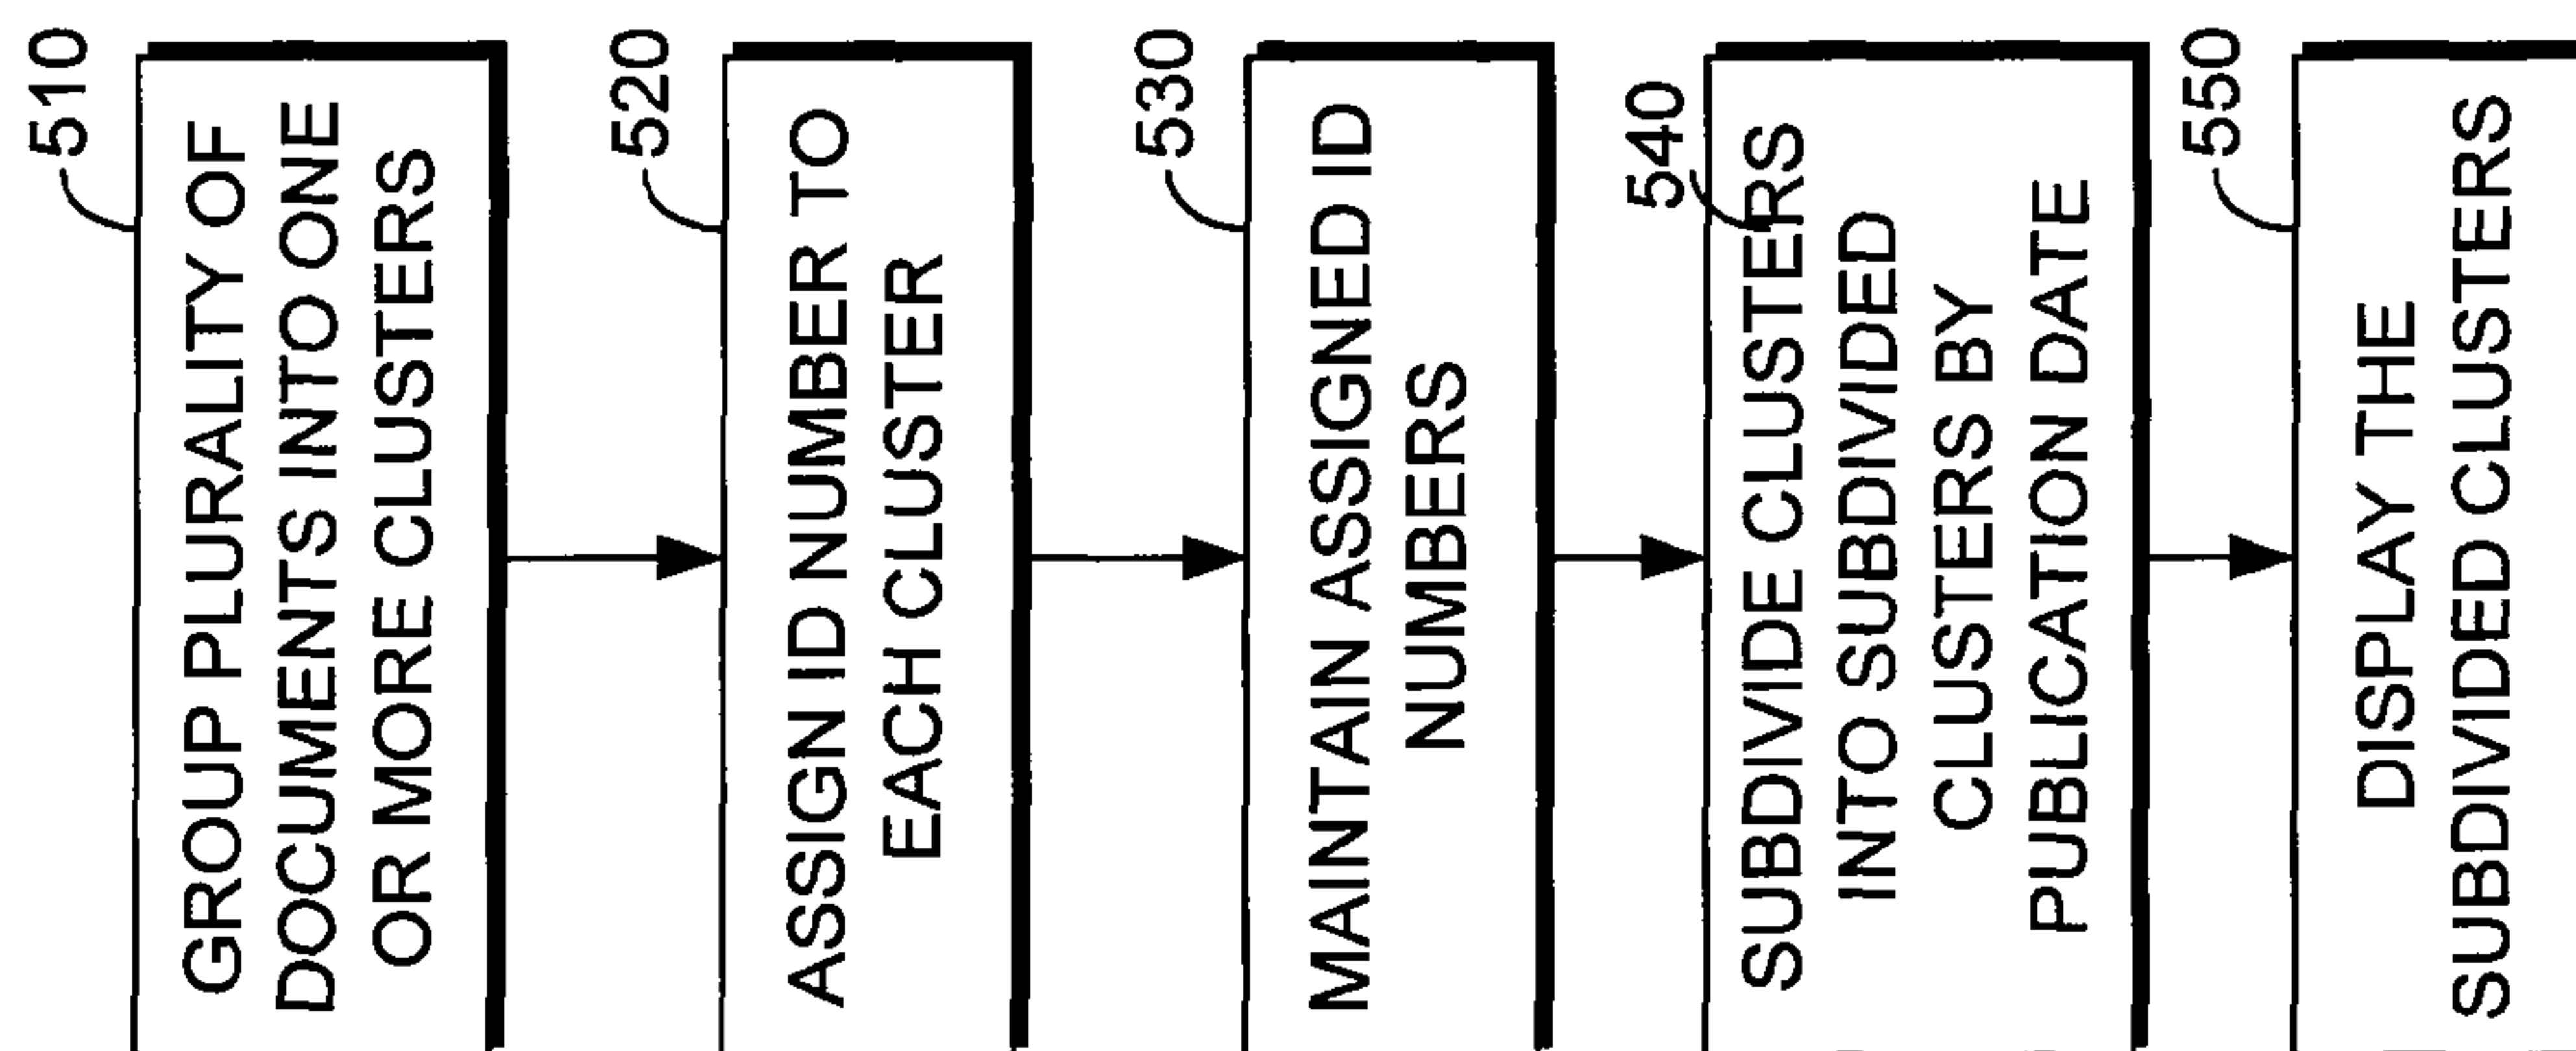 510
GROUP PLURALITY OF
DOCUMENTS INTO ONE
OR MORE CLUSTERS
520
ASSIGN ID NUMBER TO
EACH CLUSTER
530
MAINTAIN ASSIGNED ID
NUMBERS
540
SUBDIVIDE CLUSTERS
INTO SUBDIVIDED
CLUSTERS BY
PUBLICATION DATE
550
DISPLAY THE
SUBDIVIDED CLUSTERS